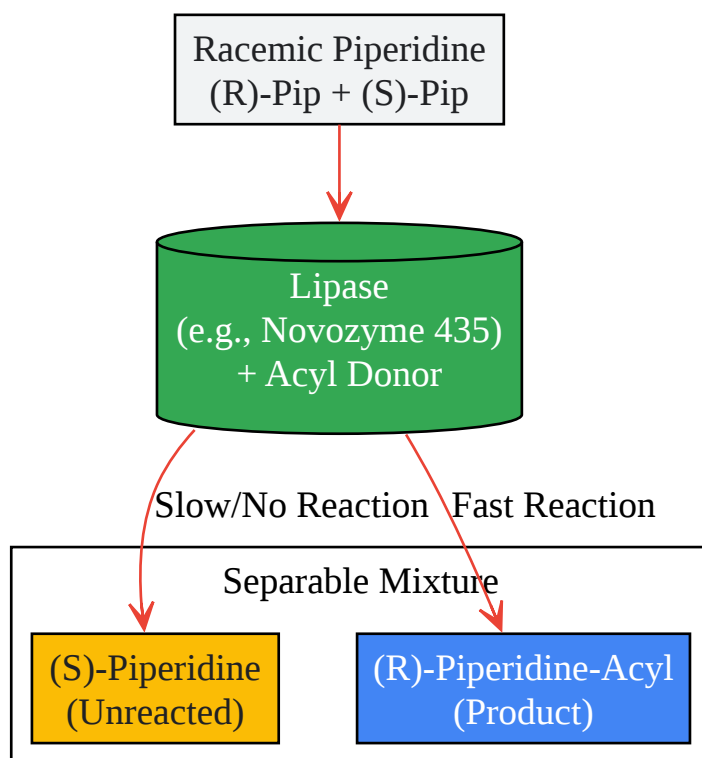 Racemic Piperidine
(R)-Pip + (S)-Pip
Lipase
(e.g., Novozyme 435)
+ Acyl Donor
Slow/No Reaction
Fast Reaction
Separable Mixture
(S)-Piperidine
(Unreacted)
(R)-Piperidine-Acyl
(Product)